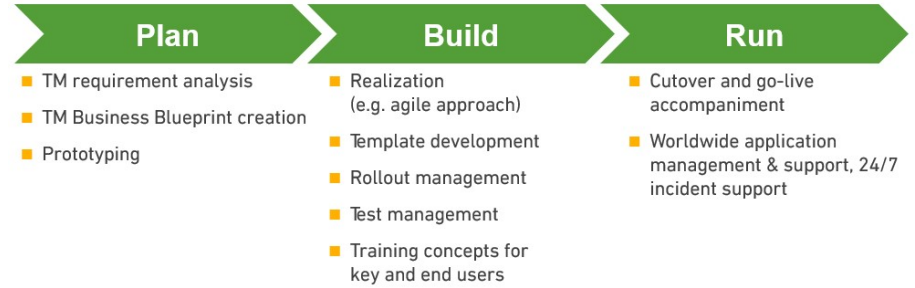 Plan
TM requirement analysis
TM Business Blueprint creation
Prototyping
Build
Realization
(e.g. agile approach)
Template development
Rollout management
Test management
Training concepts for
key and end users
Run
Cutover and go-live
accompaniment
Worldwide application
management & support, 24/7
incident support